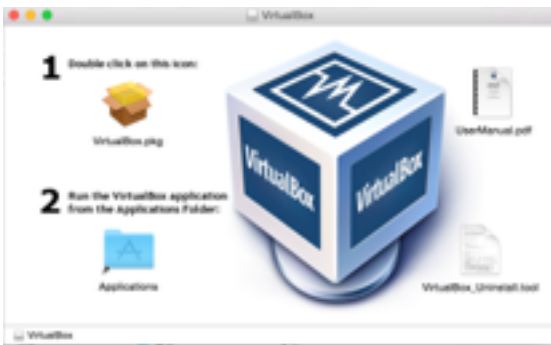 VirtualBox
1 Double click on this icon:
VirtualBox.pkg
UserManual.pdf
VirtualBox
VirtualBox
2 Run the VirtualBox application
from the Applications Folder:
Applications
VirtualBox_Uninstall.tool
VirtualBox